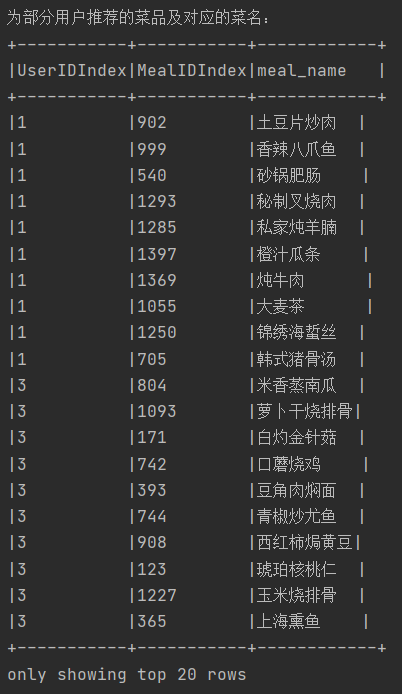 为部分用户推荐的菜品及对应的菜名:
+-----------+-----------+------------+
|UserIDIndex|MealIDIndex|meal_name   |
+-----------+-----------+------------+
|1          |902        |土豆片炒肉  |
|1          |999        |香辣八爪鱼  |
|1          |540        |砂锅肥肠    |
|1          |1293       |秘制叉烧肉  |
|1          |1285       |私家炖羊腩  |
|1          |1397       |橙汁瓜条    |
|1          |1369       |炖牛肉      |
|1          |1055       |大麦茶      |
|1          |1250       |锦绣海蜇丝  |
|1          |705        |韩式猪骨汤  |
|3          |804        |米香蒸南瓜  |
|3          |1093       |萝卜干烧排骨|
|3          |171        |白灼金针菇  |
|3          |742        |口蘑烧鸡    |
|3          |393        |豆角肉焖面  |
|3          |744        |青椒炒尤鱼  |
|3          |908        |西红柿焗黄豆|
|3          |123        |琥珀核桃仁  |
|3          |1227       |玉米烧排骨  |
|3          |365        |上海熏鱼    |
+-----------+-----------+------------+
only showing top 20 rows